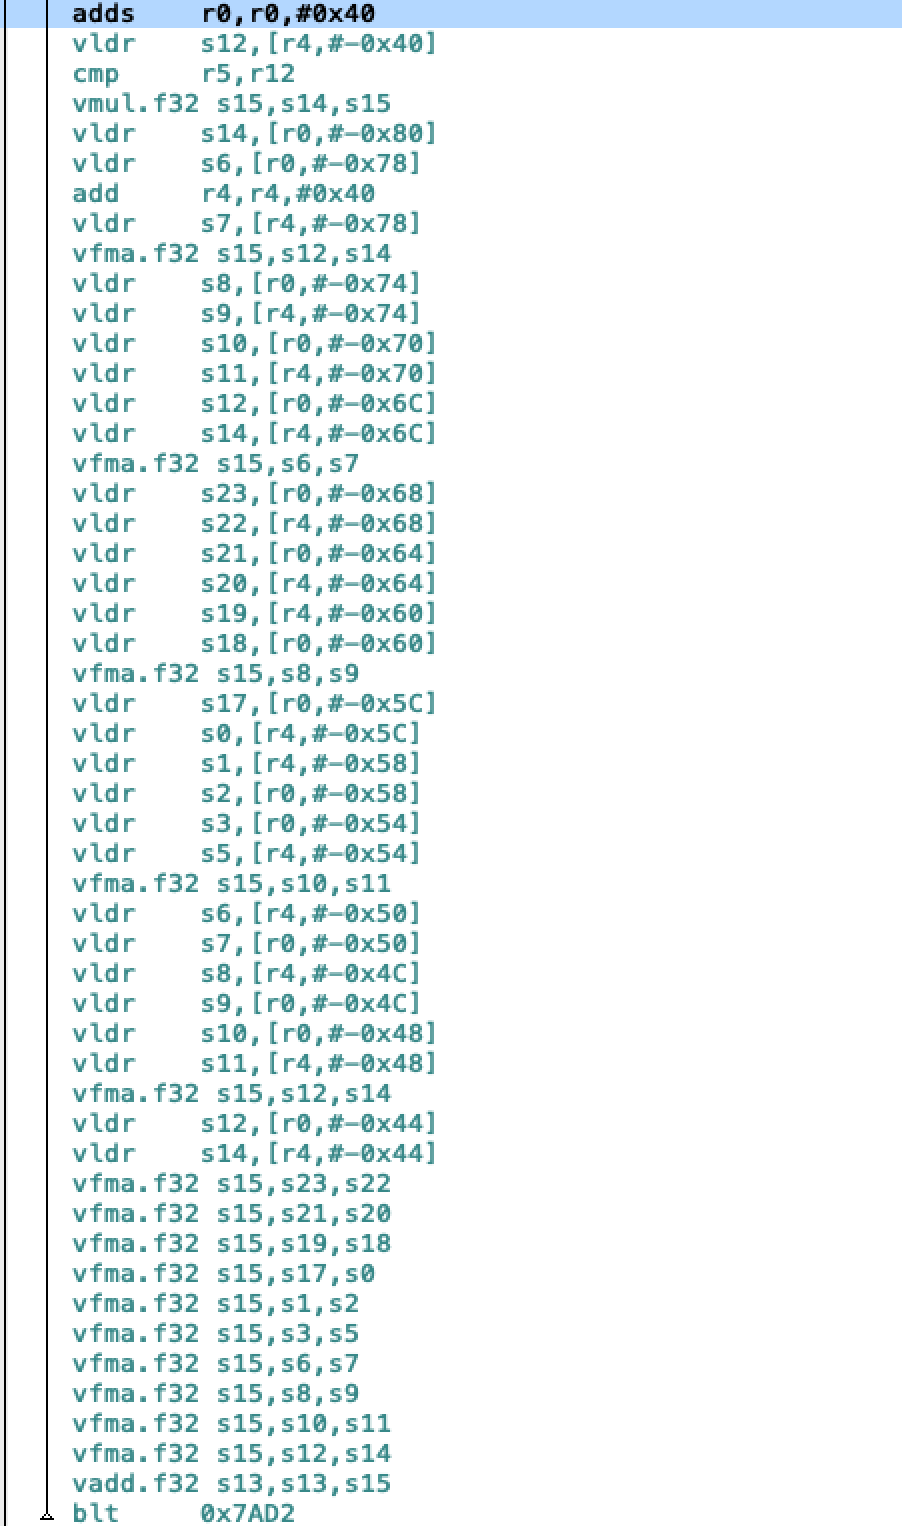 adds r0,r0,#0x40
vldr s12,[r4,#-0x40]
cmp r5,r12
vmul.f32 s15,s14,s15
vldr s14,[r0,#-0x80]
vldr s6,[r0,#-0x78]
add r4,r4,#0x40
vldr s7,[r4,#-0x78]
vfma.f32 s15,s12,s14
vldr s8,[r0,#-0x74]
vldr s9,[r4,#-0x74]
vldr s10,[r0,#-0x70]
vldr s11,[r4,#-0x70]
vldr s12,[r0,#-0x6C]
vldr s14,[r4,#-0x6C]
vfma.f32 s15,s6,s7
vldr s23,[r0,#-0x68]
vldr s22,[r4,#-0x68]
vldr s21,[r0,#-0x64]
vldr s20,[r4,#-0x64]
vldr s19,[r4,#-0x60]
vldr s18,[r0,#-0x60]
vfma.f32 s15,s8,s9
vldr s17,[r0,#-0x5C]
vldr s0,[r4,#-0x5C]
vldr s1,[r4,#-0x58]
vldr s2,[r0,#-0x58]
vldr s3,[r0,#-0x54]
vldr s5,[r4,#-0x54]
vfma.f32 s15,s10,s11
vldr s6,[r4,#-0x50]
vldr s7,[r0,#-0x50]
vldr s8,[r4,#-0x4C]
vldr s9,[r0,#-0x4C]
vldr s10,[r0,#-0x48]
vldr s11,[r4,#-0x48]
vfma.f32 s15,s12,s14
vldr s12,[r0,#-0x44]
vldr s14,[r4,#-0x44]
vfma.f32 s15,s23,s22
vfma.f32 s15,s21,s20
vfma.f32 s15,s19,s18
vfma.f32 s15,s17,s0
vfma.f32 s15,s1,s2
vfma.f32 s15,s3,s5
vfma.f32 s15,s6,s7
vfma.f32 s15,s8,s9
vfma.f32 s15,s10,s11
vfma.f32 s15,s12,s14
vadd.f32 s13,s13,s15
blt 0x7AD2